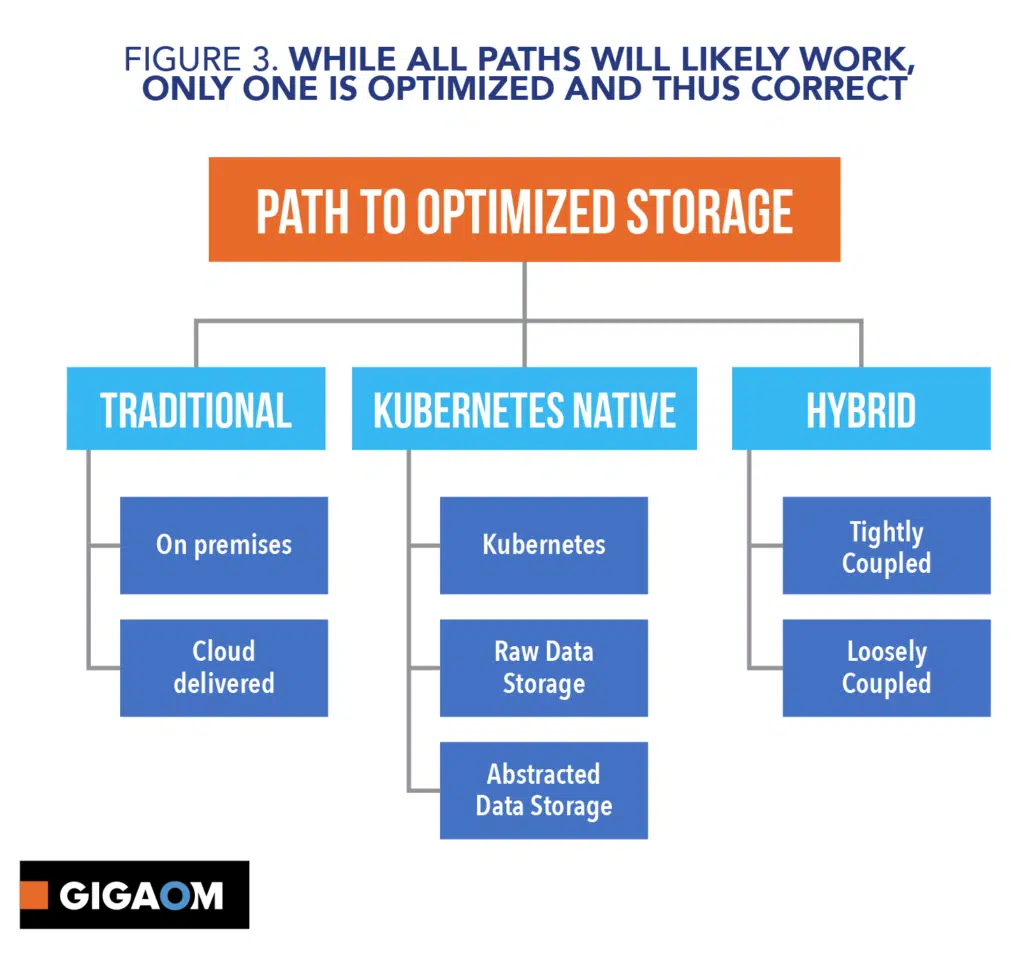 FIGURE 3. WHILE ALL PATHS WILL LIKELY WORK,
ONLY ONE IS OPTIMIZED AND THUS CORRECT
PATH TO OPTIMIZED STORAGE
TRADITIONAL
On premises
Cloud
delivered
KUBERNETES NATIVE
Kubernetes
Raw Data
Storage
Abstracted
Data Storage
HYBRID
Tightly
Coupled
Loosely
Coupled
GIGAOM